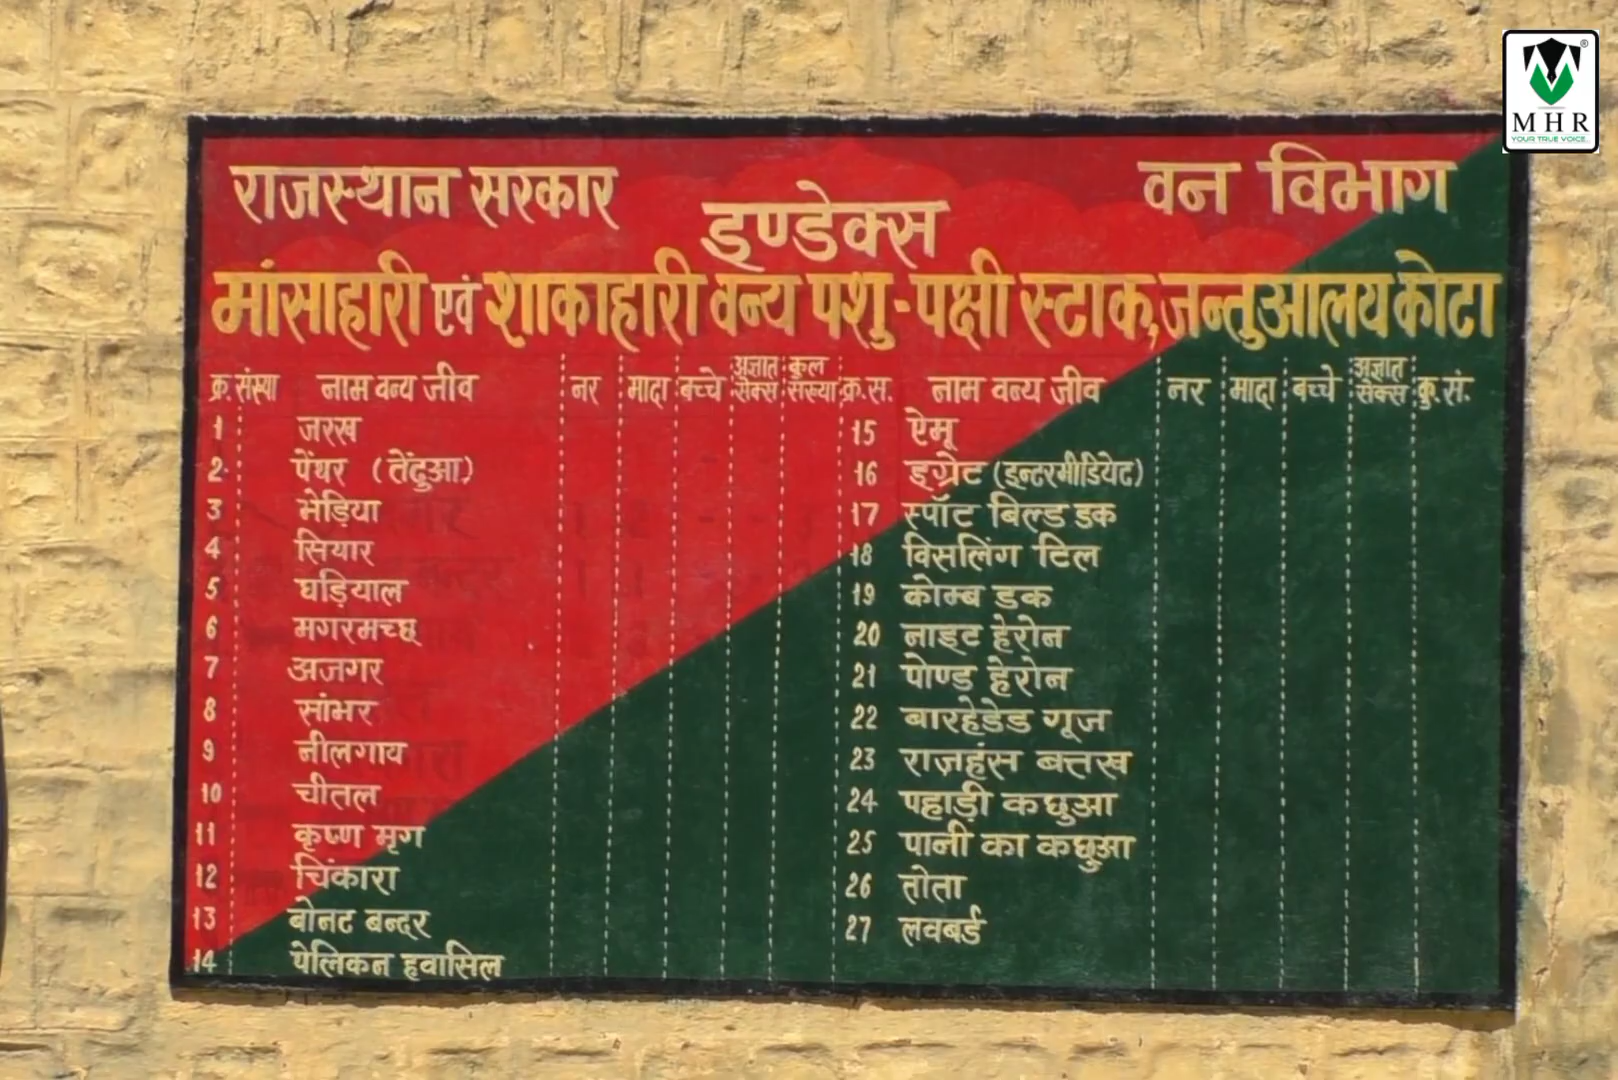 MHR
YOUR TRUE VOICE
राजस्थान सरकार
वन विभाग
इण्डेक्स
मांसाहारी एवं शाकाहारी वन्य पशु-पक्षी स्टाक, जन्तुआलय कोटा
क्र. संख्या नाम वन्य जीव नर मादा बच्चे अज्ञात सेक्स कुल संख्या क्र.स. नाम वन्य जीव नर मादा बच्चे अज्ञात सेक्स कु.सं.
1 जरख
2 पेंथर (तेंदुआ)
3 भेड़िया
4 सियार
5 घड़ियाल
6 मगरमच्छ
7 अजगर
8 सांभर
9 नीलगाय
10 चीतल
11 कृष्ण मृग
12 चिंकारा
13 बोनट बन्दर
14 पेलिकन हवासिल
15 ऐमू
16 इग्रेट (इन्टरमीडियेट)
17 स्पॉट बिल्ड डक
18 विसलिंग टिल
19 कोम्ब डक
20 नाइट हेरोन
21 पोण्ड हेरोन
22 बारहेडेड गूज
23 राजहंस बत्तख
24 पहाड़ी कछुआ
25 पानी का कछुआ
26 तोता
27 लवबर्ड